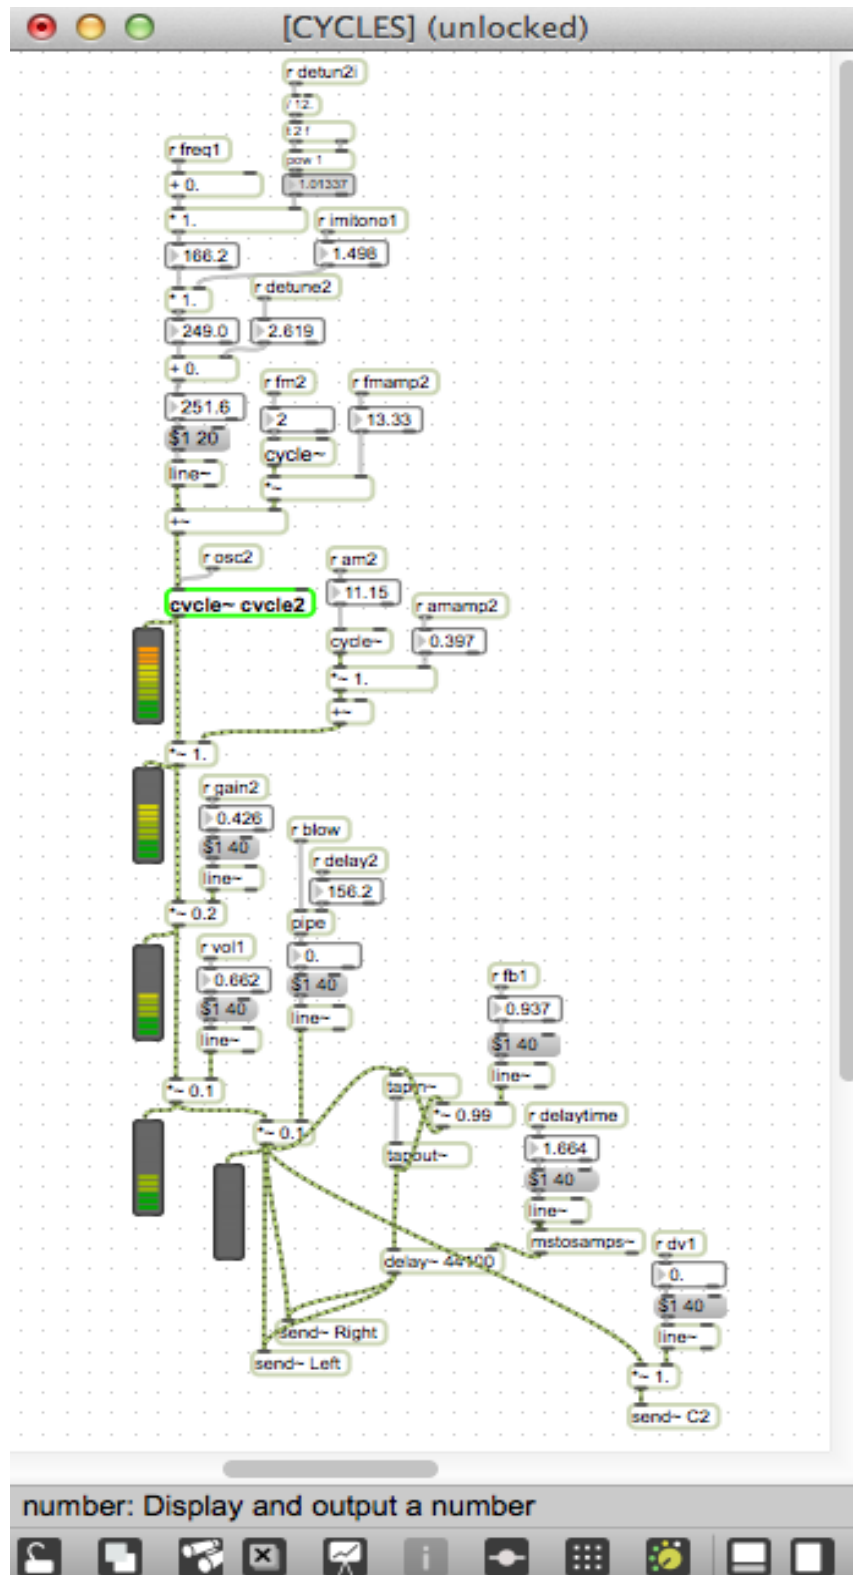 [CYCLES] (unlocked)
r detun2i
/ 12.
t 2 f
r freq1
pow 1
+ 0.
1.01337
* 1.
r imitono1
166.2
1.498
r detune2
* 1.
249.0
2.619
+ 0.
r fm2
r fmamp2
251.6
2
13.33
$1 20
cycle~
line~
*~
+~
r osc2
r am2
11.15
cycle~ cycle2
r amamp2
cycle~
0.397
*~ 1.
+~
*~ 1.
r gain2
0.426
r blow
$1 40
r delay2
line~
156.2
*~ 0.2
pipe
r vol1
0.
r fb1
0.662
$1 40
0.937
$1 40
line~
line~
$1 40
line~
*~ 0.1
tapin~
*~ 0.99
r delaytime
*~ 0.1
1.664
tapout~
$1 40
line~
mstosamps~
r dv1
delay~ 44100
0.
$1 40
send~ Right
line~
send~ Left
*~ 1.
send~ C2
number: Display and output a number